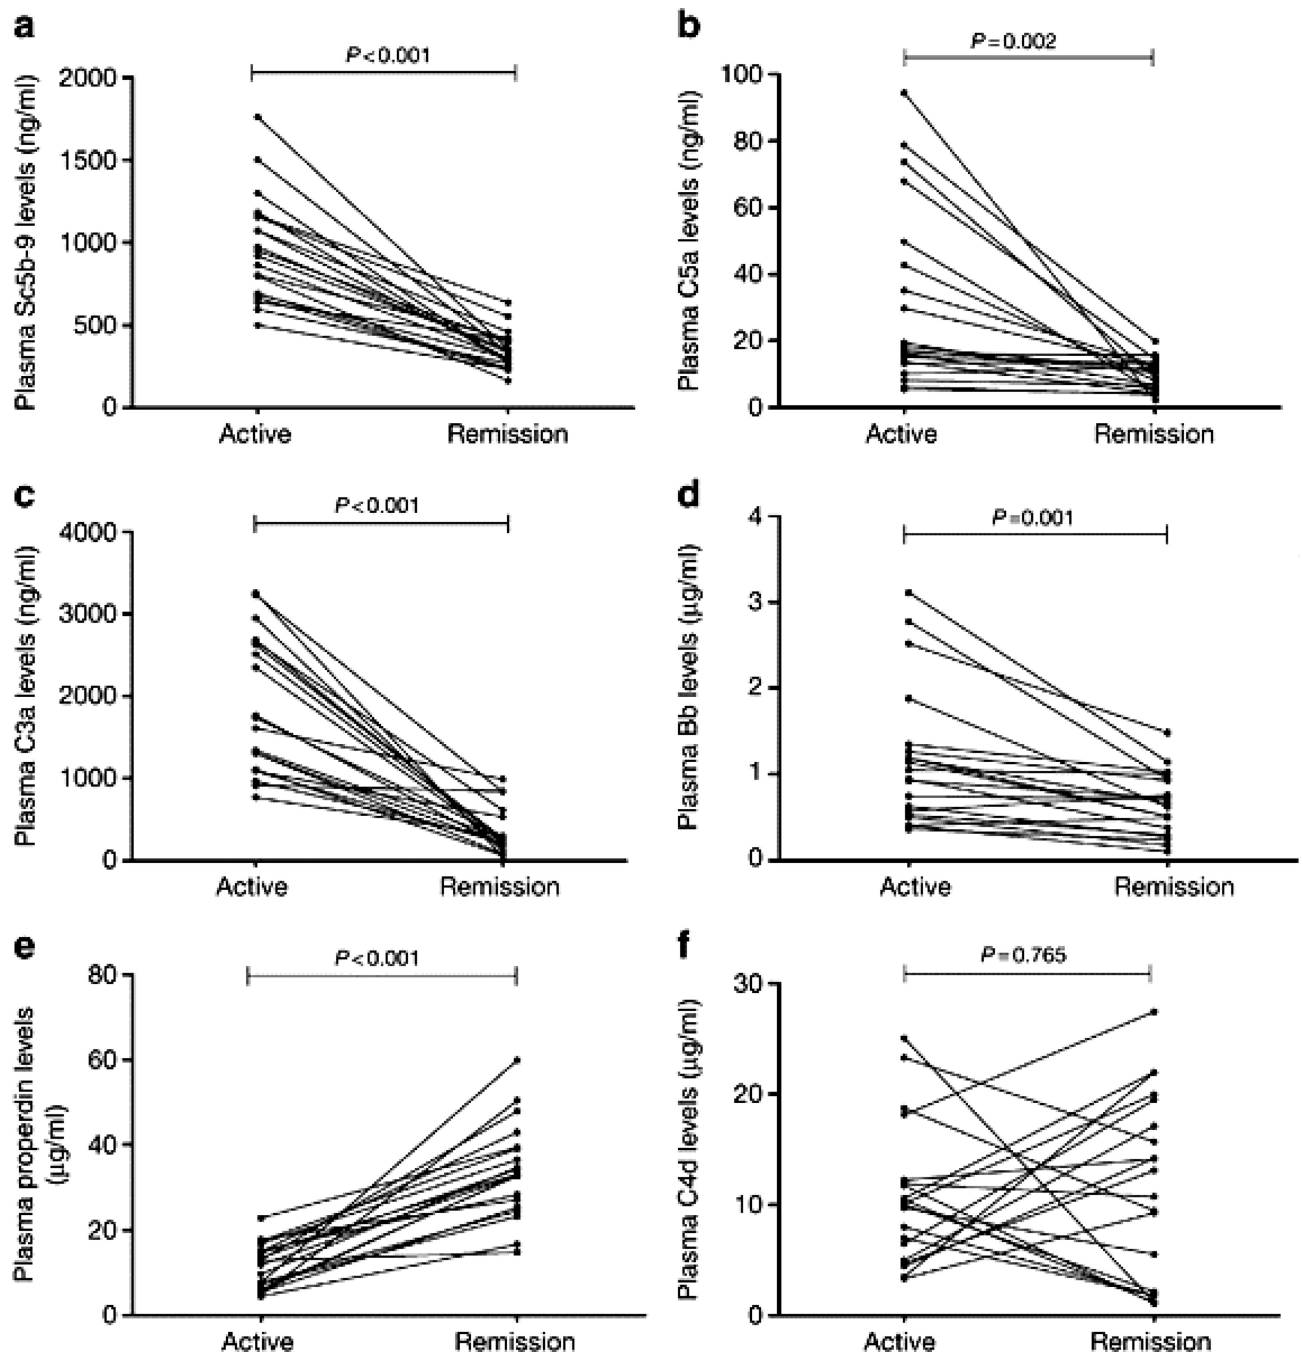 a
P<0.001
Plasma Sc5b-9 levels (ng/ml)
2000
1500
1000
500
0
Active
Remission
b
P=0.002
Plasma C5a levels (ng/ml)
100
80
60
40
20
0
Active
Remission
c
P<0.001
Plasma C3a levels (ng/ml)
4000
3000
2000
1000
0
Active
Remission
d
P=0.001
Plasma Bb levels (μg/ml)
4
3
2
1
0
Active
Remission
e
P<0.001
Plasma properdin levels
(μg/ml)
80
60
40
20
0
Active
Remission
f
P=0.765
Plasma C4d levels (μg/ml)
30
20
10
0
Active
Remission